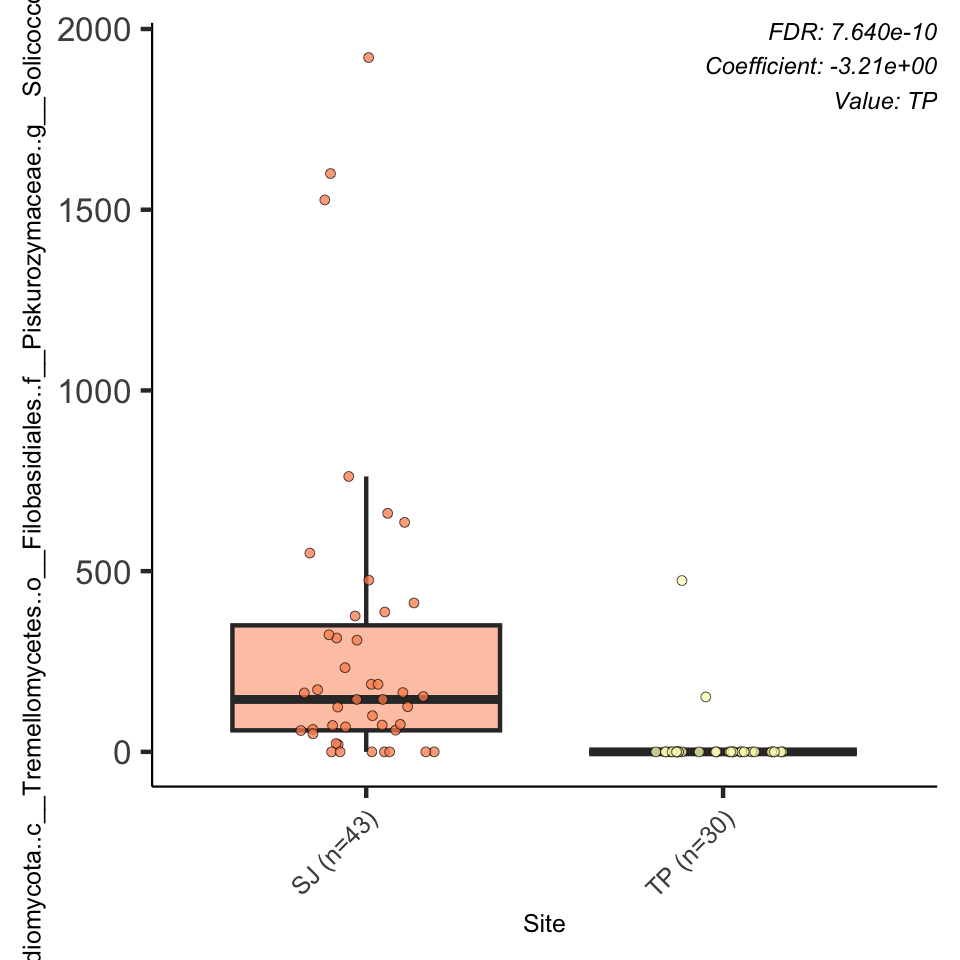 diomycota..c__Tremellomycetes..o__Filobasidiales..f__Piskurozymaceae..g__Solicocco
2000
1500
1000
500
0
FDR: 7.640e-10
Coefficient: -3.21e+00
Value: TP
SJ (n=43)
TP (n=30)
Site